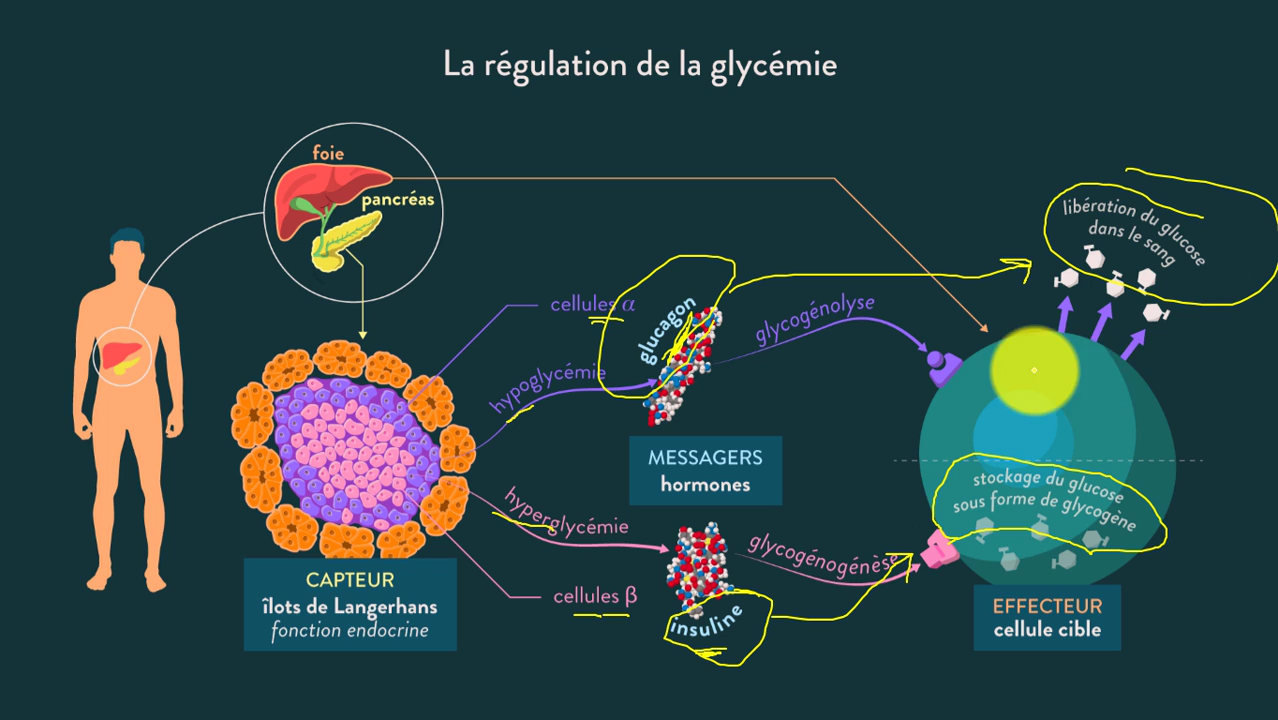 La régulation de la glycémie
foie
pancréas
libération du glucose
dans le sang
cellules α
glucagon
glycogénolyse
hypoglycémie
MESSAGERS
hormones
stockage du glucose
sous forme de glycogène
hyperglycémie
glycogénogénèse
cellules β
insuline
CAPTEUR
îlots de Langerhans
fonction endocrine
EFFECTEUR
cellule cible